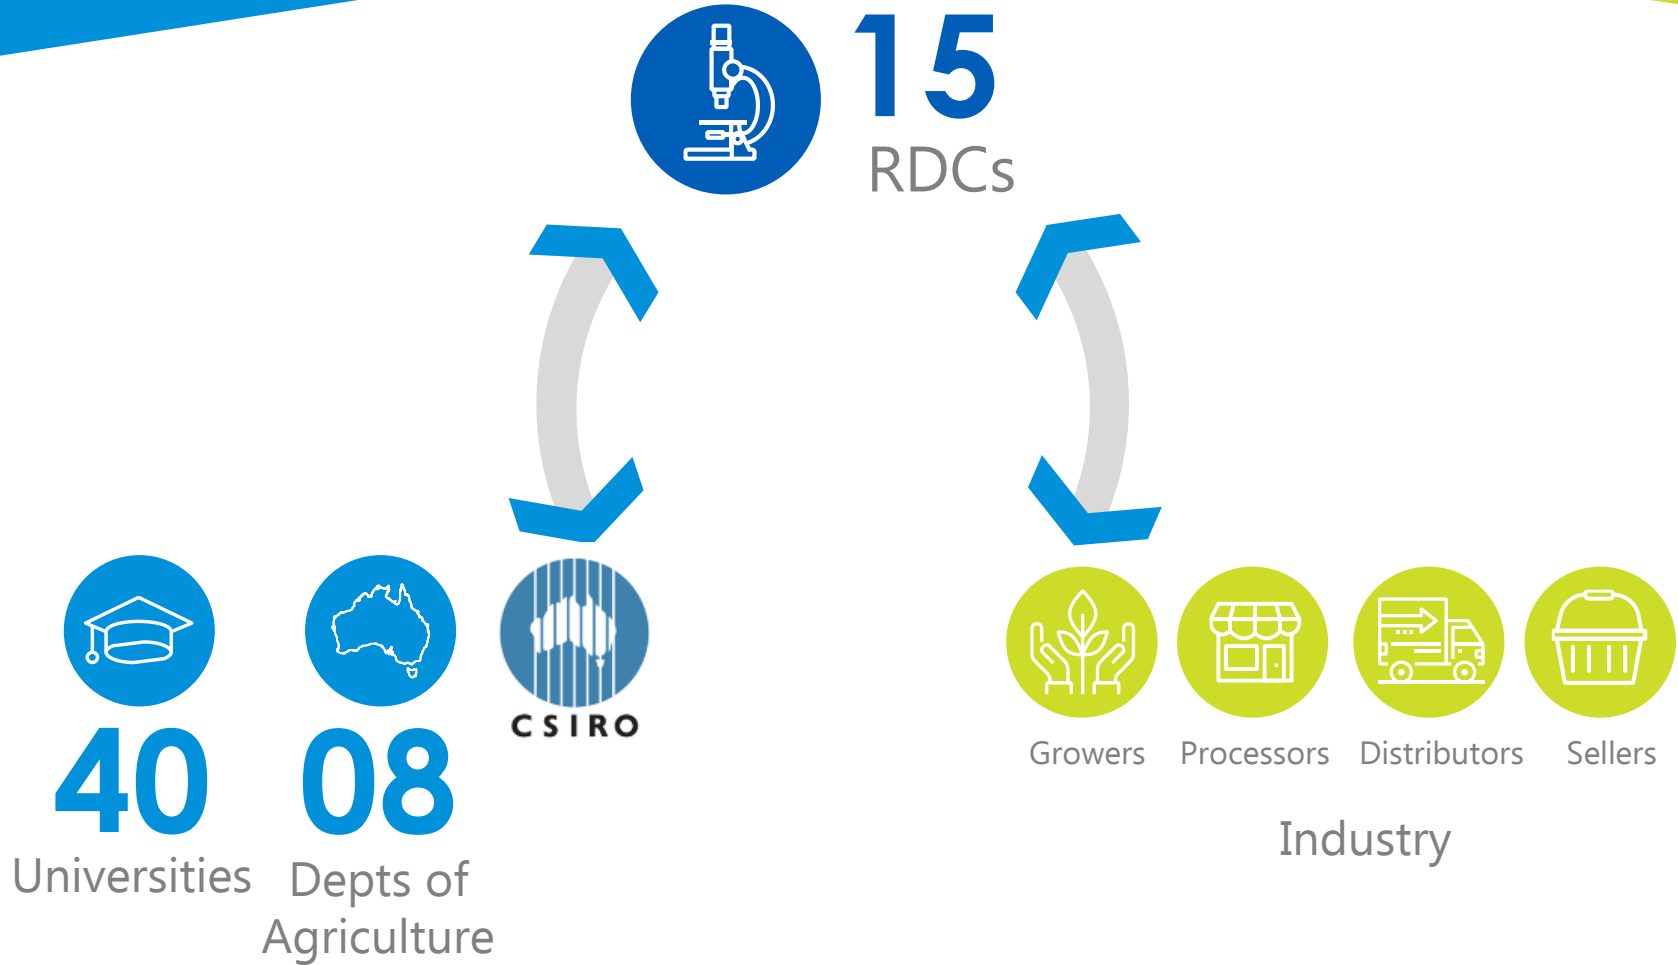 15
RDCs
CSIRO
40
Universities
08
Depts of
Agriculture
Growers
Processors
Distributors
Sellers
Industry